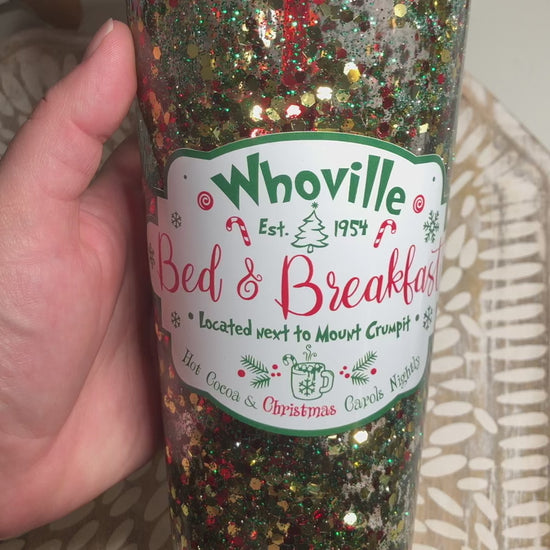 Whoville
Est. 1954
Bed & Breakfast
• Located next to Mount Crumpit •
Hot Cocoa & Christmas Carols Nightly